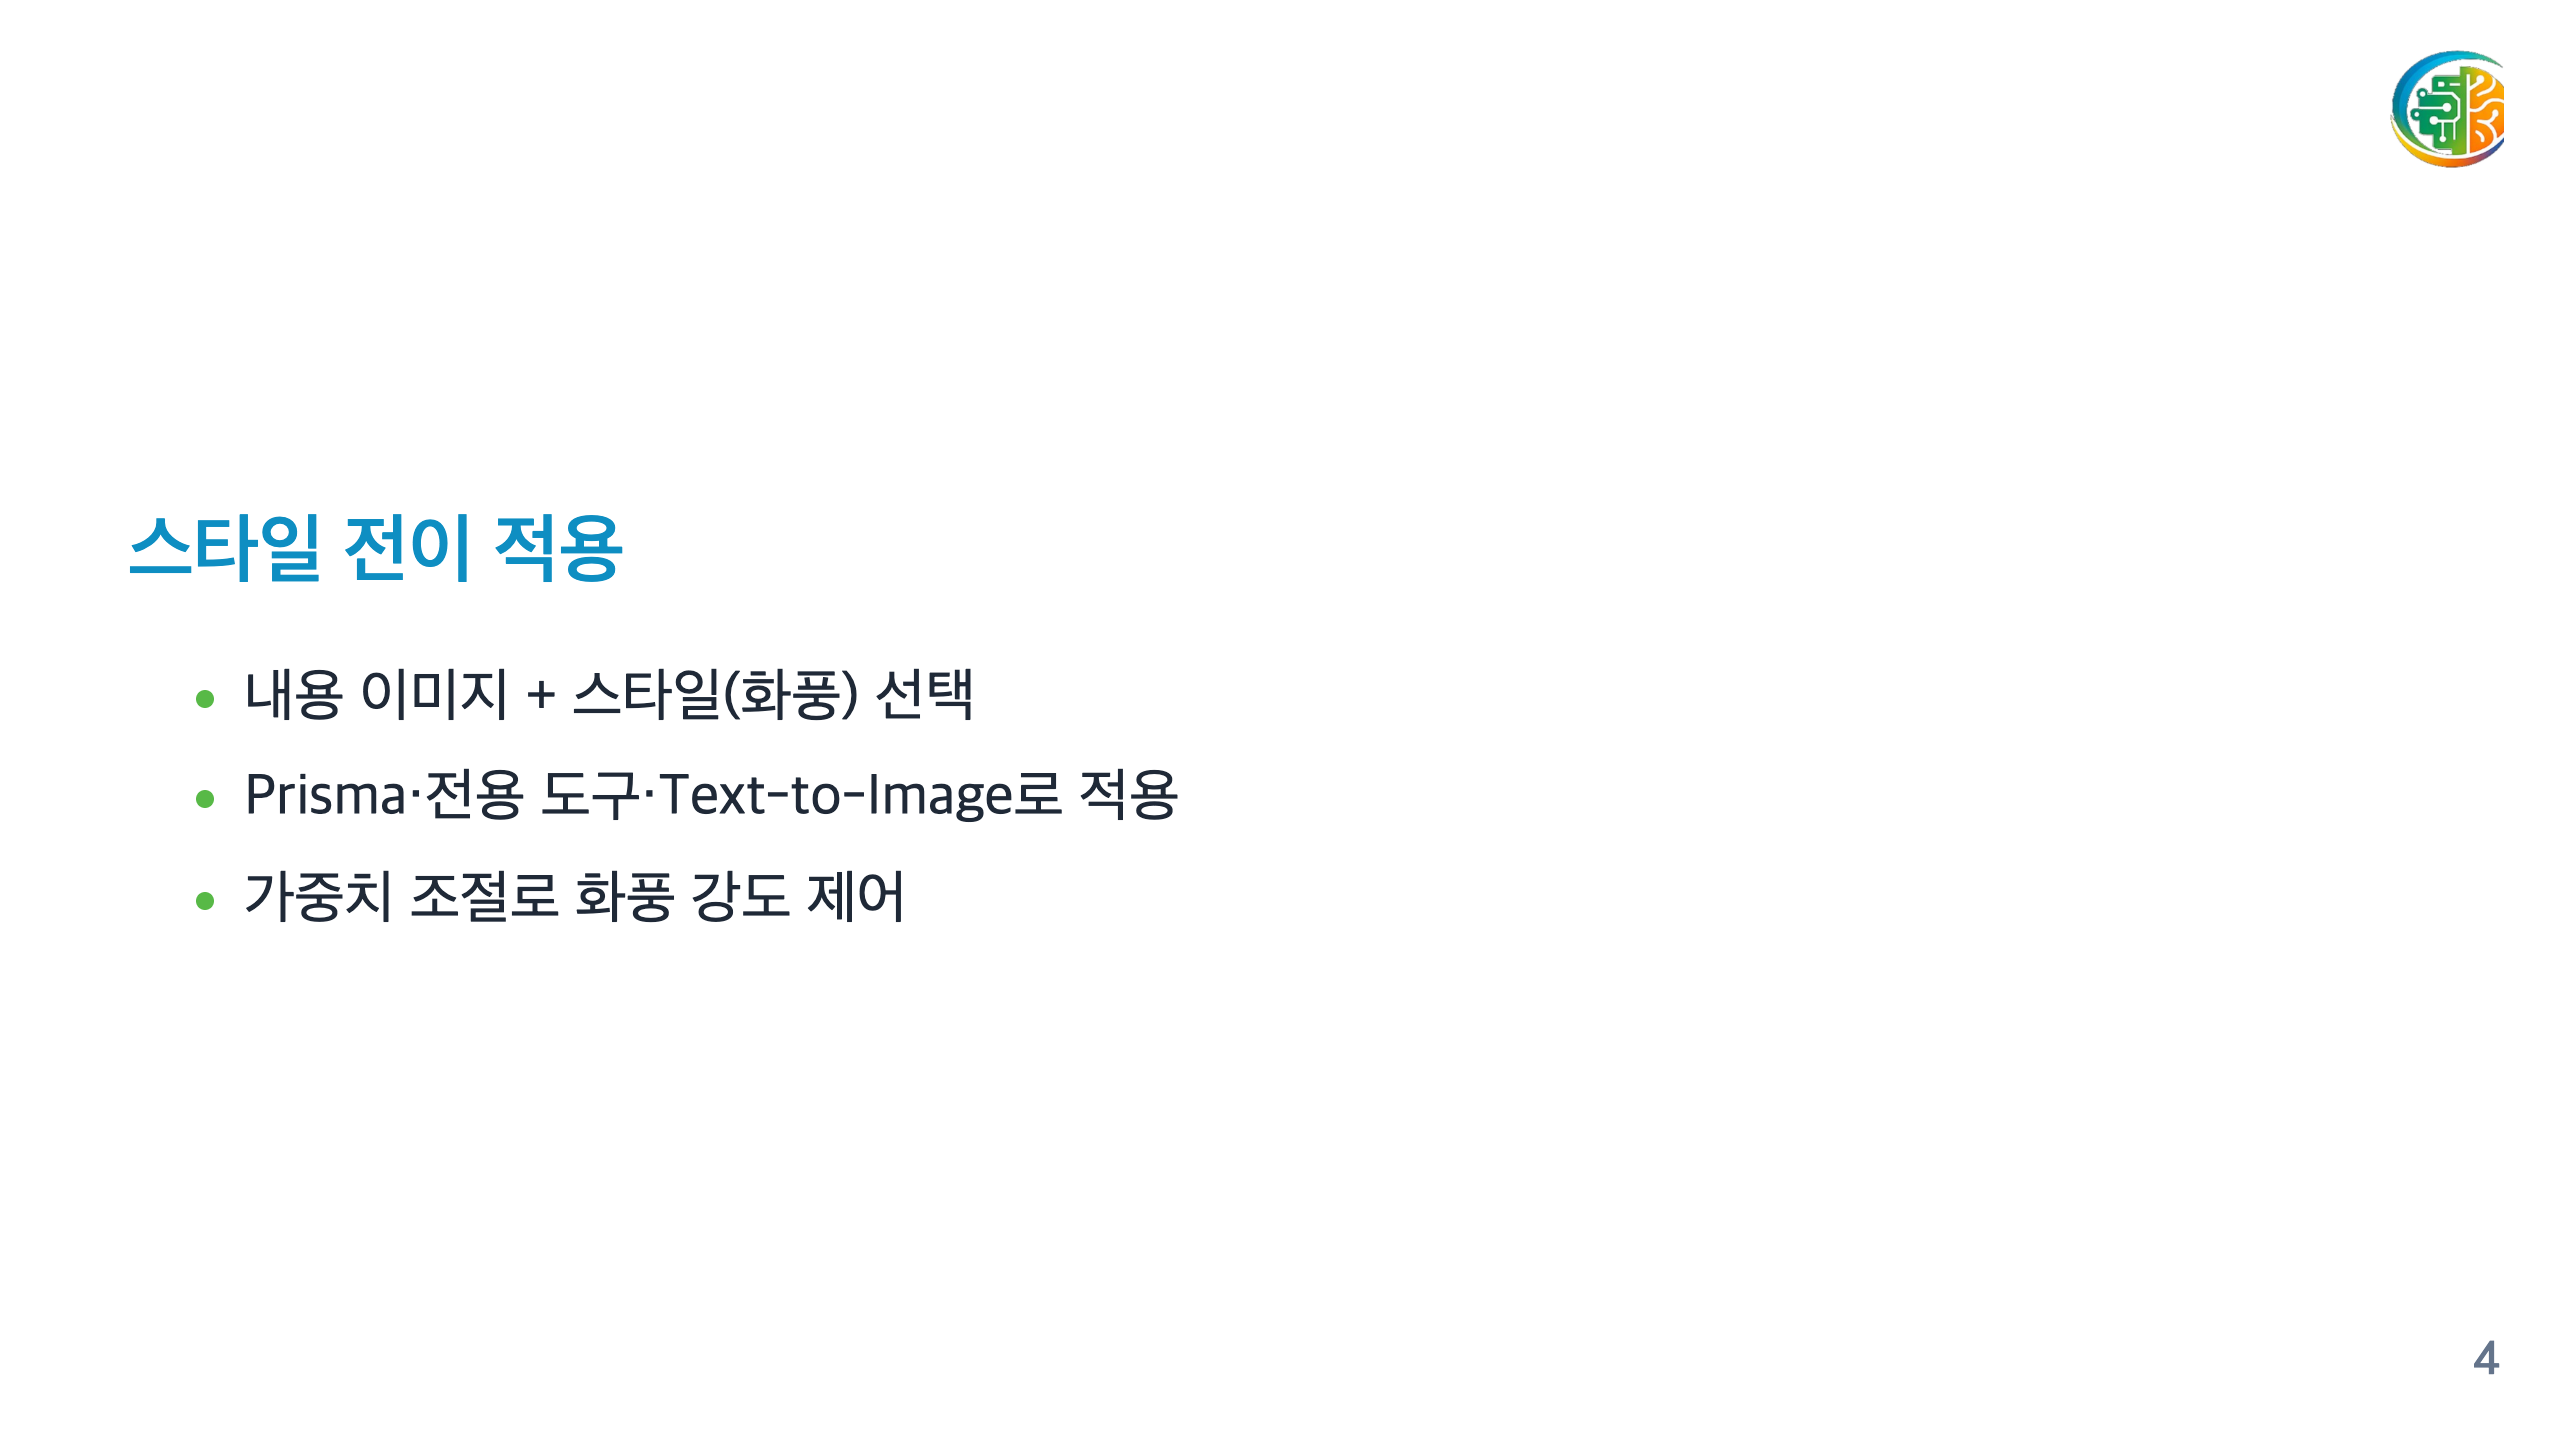 스타일 전이 적용
내용 이미지 + 스타일(화풍) 선택
Prisma·전용 도구·Text-to-Image로 적용
가중치 조절로 화풍 강도 제어
4